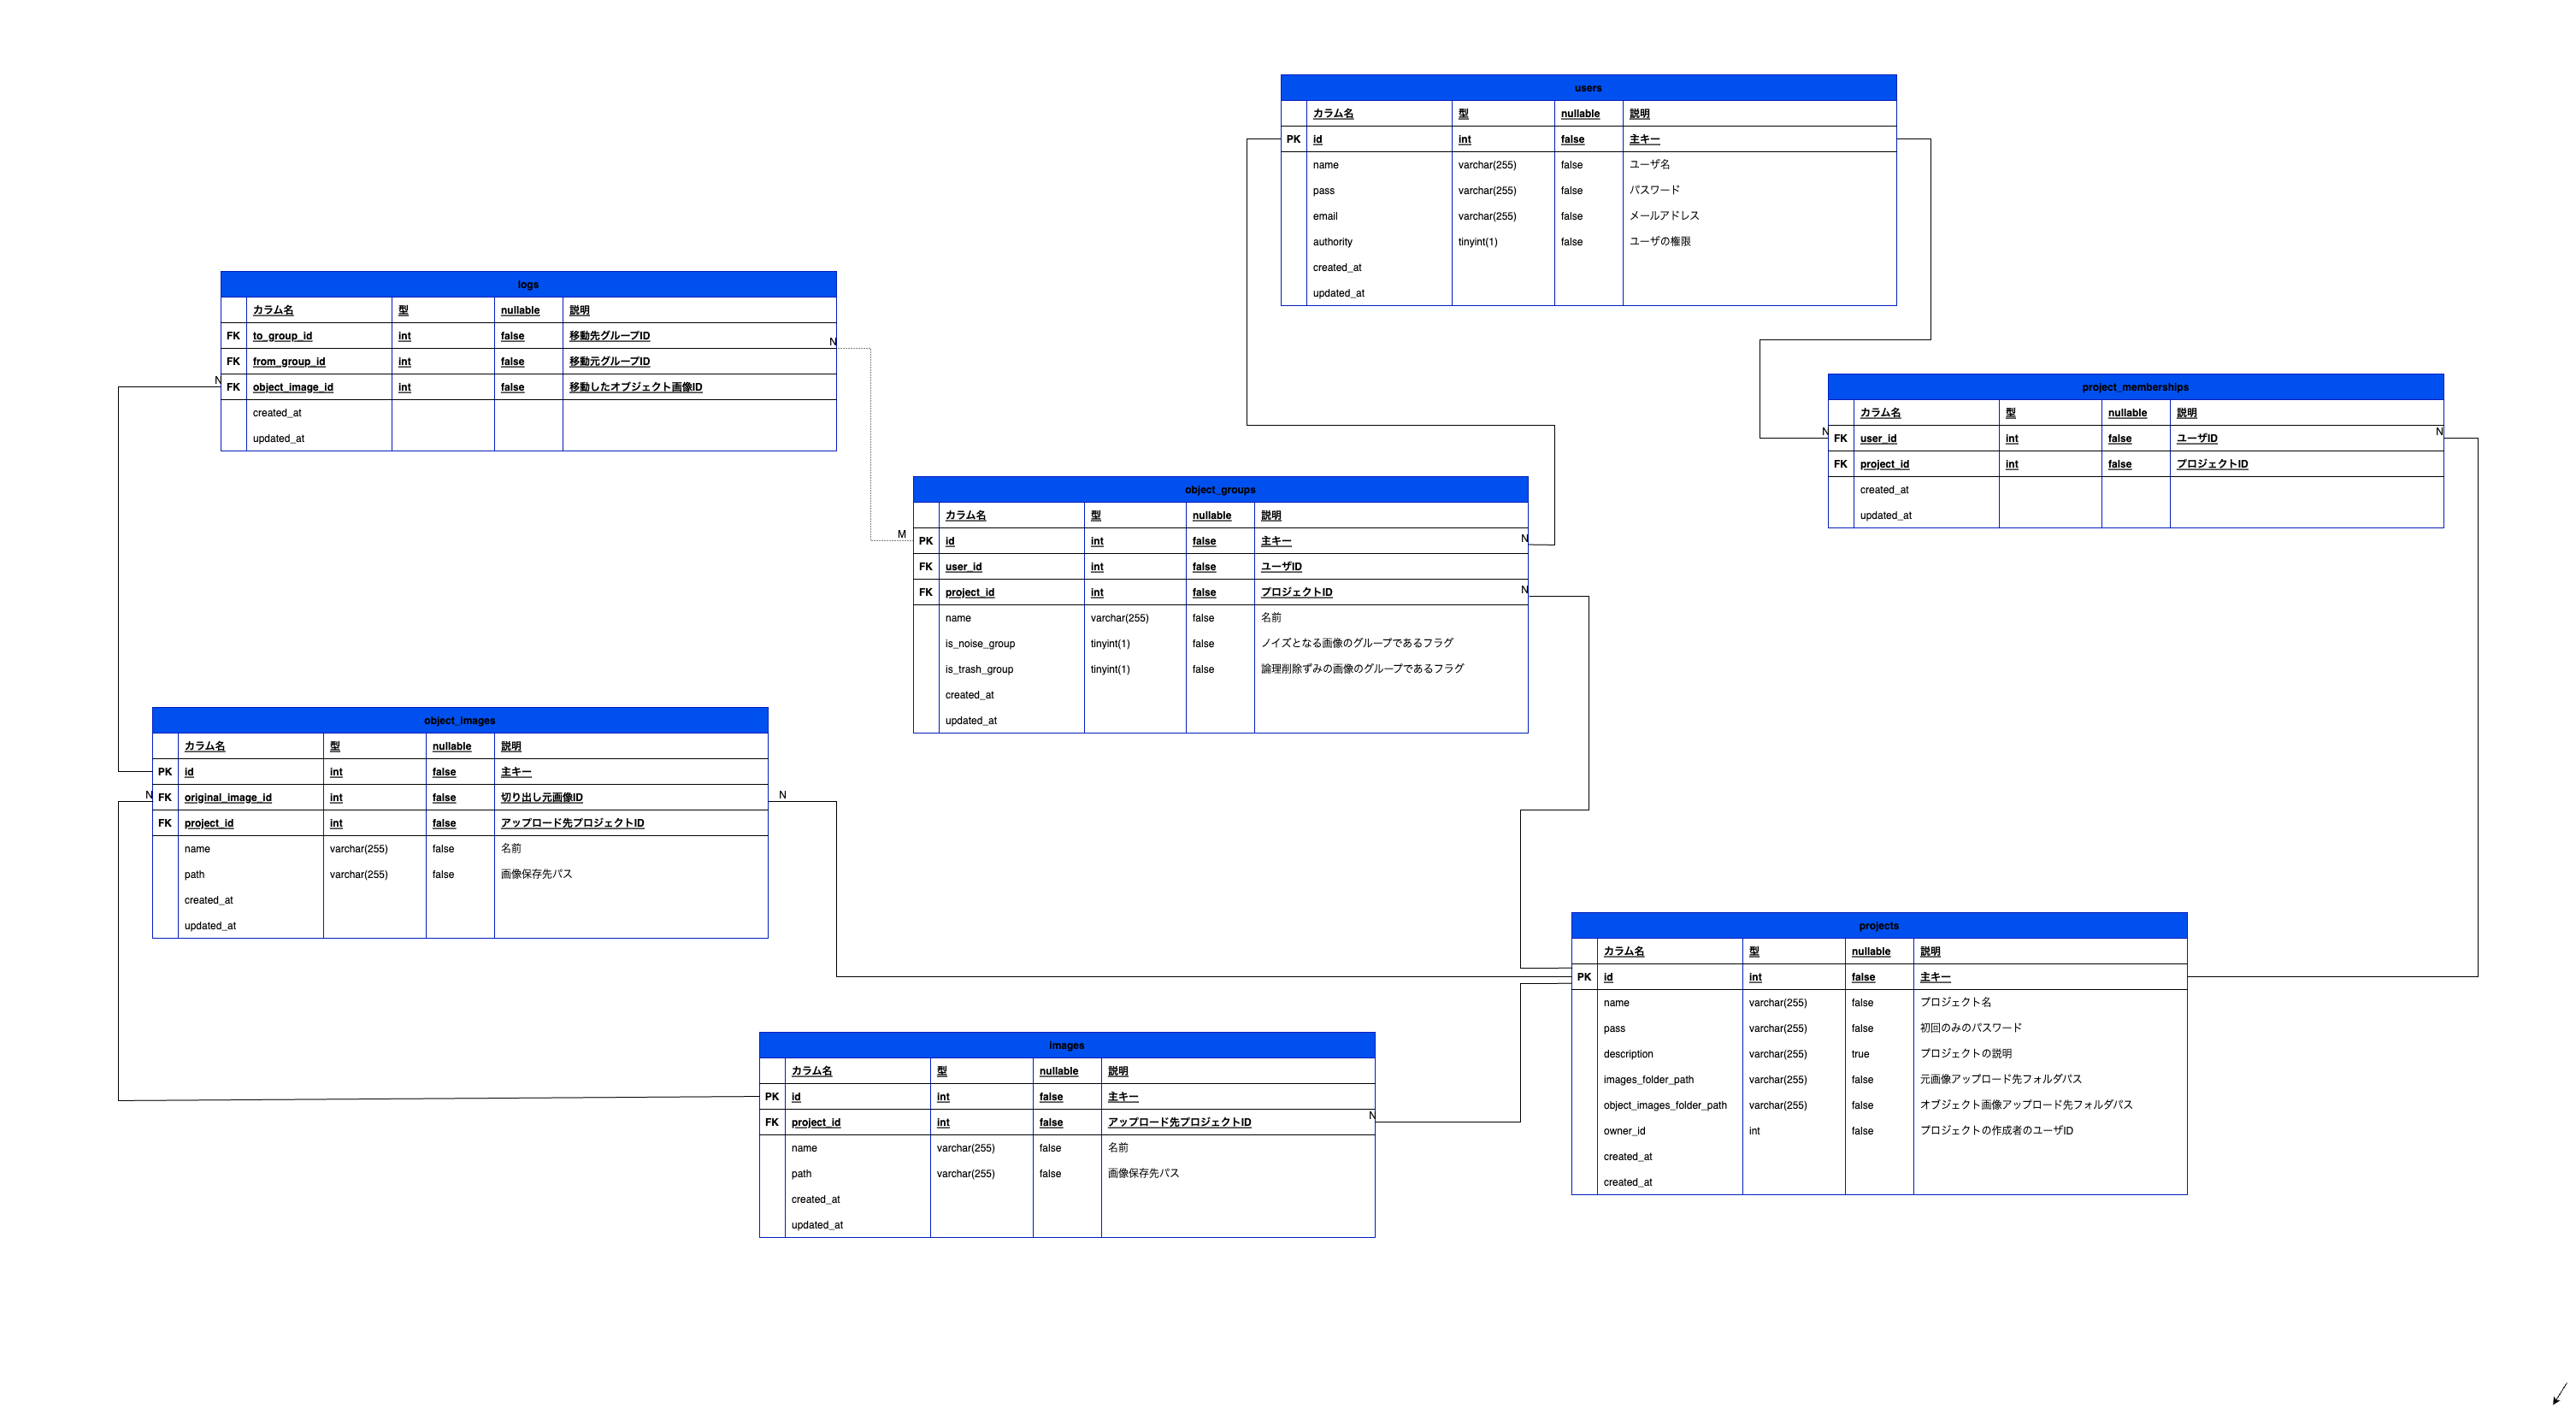 users
カラム名 型 nullable 説明
PK id int false 主キー
name varchar(255) false ユーザ名
pass varchar(255) false パスワード
email varchar(255) false メールアドレス
authority tinyint(1) false ユーザの権限
created_at
updated_at
logs
カラム名 型 nullable 説明
FK to_group_id int false 移動先グループID
N
FK from_group_id int false 移動元グループID
N
FK object_image_id int false 移動したオブジェクト画像ID
created_at
updated_at
project_memberships
カラム名 型 nullable 説明
N FK user_id int false ユーザID N
FK project_id int false プロジェクトID
created_at
updated_at
object_groups
カラム名 型 nullable 説明
M PK id int false 主キー N
FK user_id int false ユーザID
FK project_id int false プロジェクトID N
name varchar(255) false 名前
is_noise_group tinyint(1) false ノイズとなる画像のグループであるフラグ
is_trash_group tinyint(1) false 論理削除ずみの画像のグループであるフラグ
created_at
updated_at
object_images
カラム名 型 nullable 説明
PK id int false 主キー
N FK original_image_id int false 切り出し元画像ID N
FK project_id int false アップロード先プロジェクトID
name varchar(255) false 名前
path varchar(255) false 画像保存先パス
created_at
updated_at
projects
カラム名 型 nullable 説明
PK id int false 主キー
name varchar(255) false プロジェクト名
pass varchar(255) false 初回のみのパスワード
description varchar(255) true プロジェクトの説明
images_folder_path varchar(255) false 元画像アップロード先フォルダパス
object_images_folder_path varchar(255) false オブジェクト画像アップロード先フォルダパス
owner_id int false プロジェクトの作成者のユーザID
created_at
created_at
images
カラム名 型 nullable 説明
PK id int false 主キー
FK project_id int false アップロード先プロジェクトID N
name varchar(255) false 名前
path varchar(255) false 画像保存先パス
created_at
updated_at